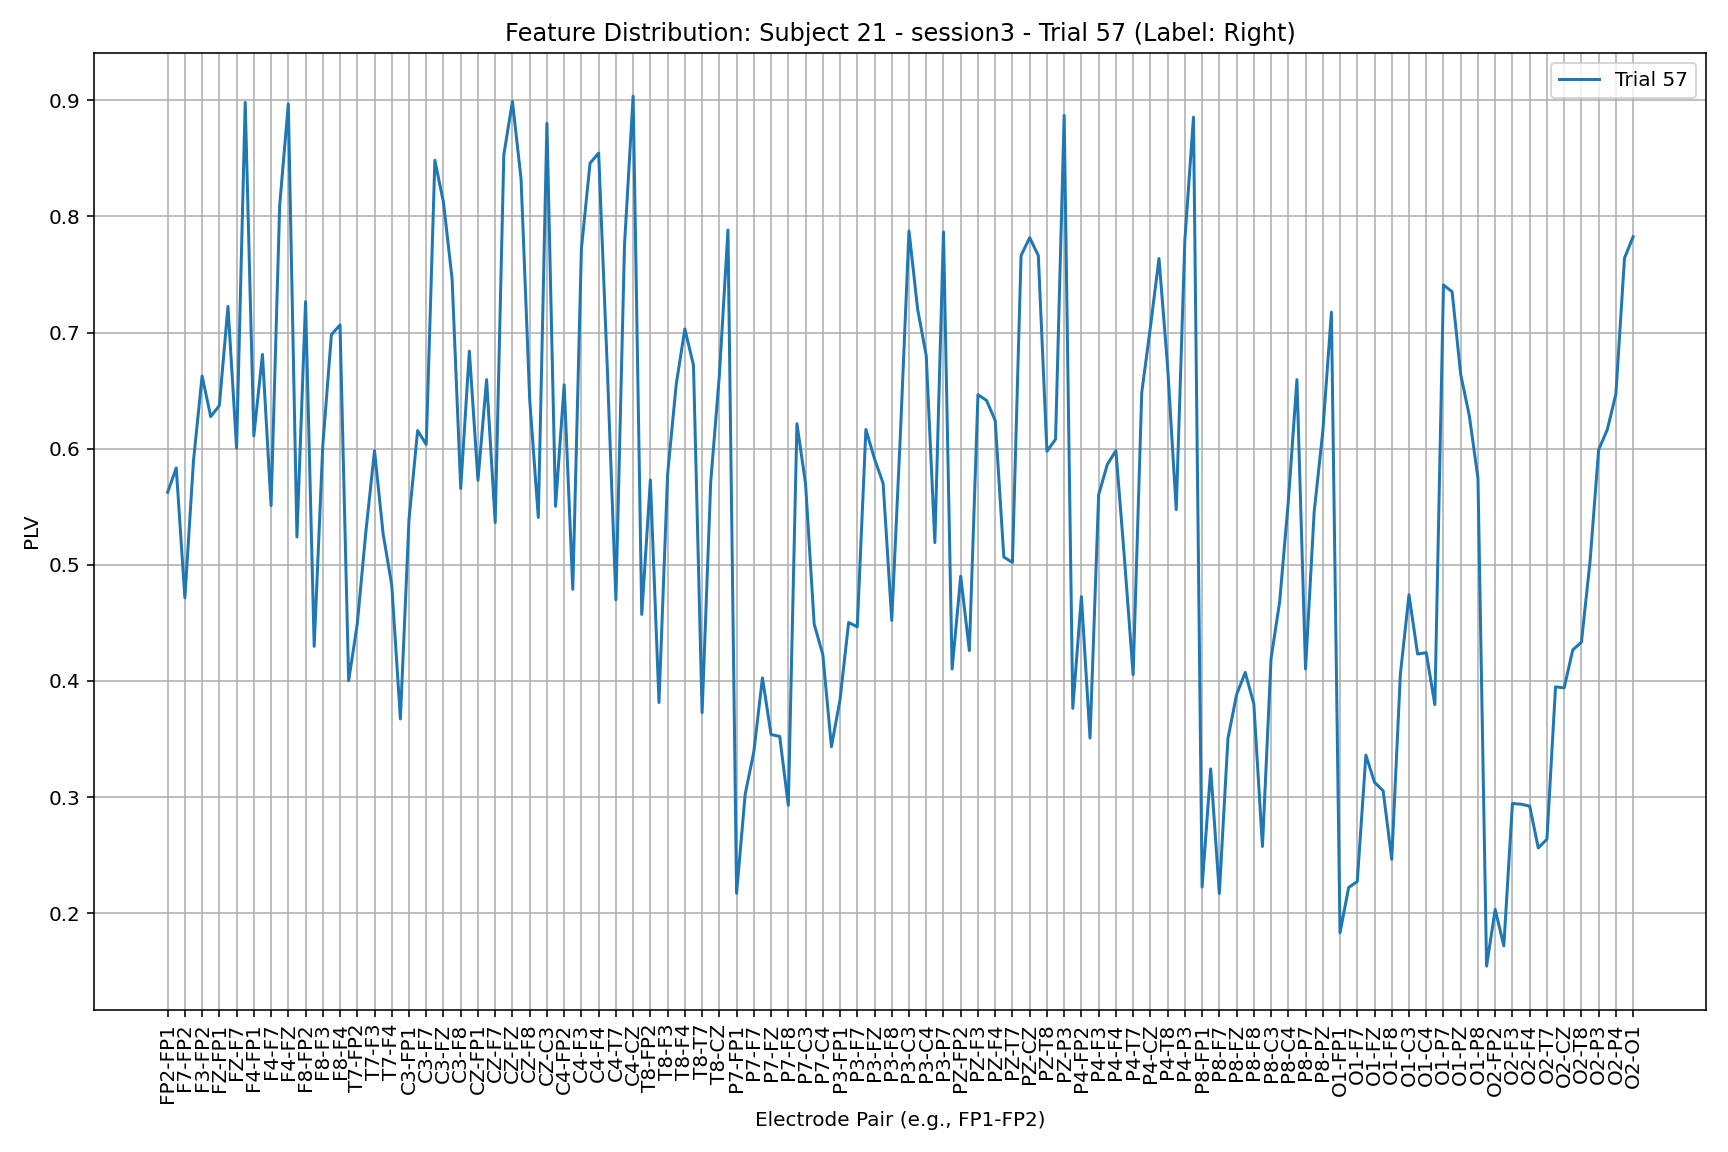 Feature Distribution: Subject 21 - session3 - Trial 57 (Label: Right)
Trial 57
0.9
0.8
0.7
0.6
0.5
0.4
0.3
0.2
PLV
FP2-FP1
F7-FP2
F3-FP2
FZ-FP1
FZ-F7
F4-FP1
F4-F7
F4-FZ
F8-FP2
F8-F3
F8-F4
T7-FP2
T7-F3
T7-F4
C3-FP1
C3-F7
C3-FZ
C3-F8
CZ-FP1
CZ-F7
CZ-FZ
CZ-F8
CZ-C3
C4-FP2
C4-F3
C4-F4
C4-T7
C4-CZ
T8-FP2
T8-F3
T8-F4
T8-T7
T8-CZ
P7-FP1
P7-F7
P7-FZ
P7-F8
P7-C3
P7-C4
P3-FP1
P3-F7
P3-FZ
P3-F8
P3-C3
P3-C4
P3-P7
PZ-FP2
PZ-F3
PZ-F4
PZ-T7
PZ-CZ
PZ-T8
PZ-P3
P4-FP2
P4-F3
P4-F4
P4-T7
P4-CZ
P4-T8
P4-P3
P8-FP1
P8-F7
P8-FZ
P8-F8
P8-C3
P8-C4
P8-P7
P8-PZ
O1-FP1
O1-F7
O1-FZ
O1-F8
O1-C3
O1-C4
O1-P7
O1-PZ
O1-P8
O2-FP2
O2-F3
O2-F4
O2-T7
O2-CZ
O2-T8
O2-P3
O2-P4
O2-O1
Electrode Pair (e.g., FP1-FP2)